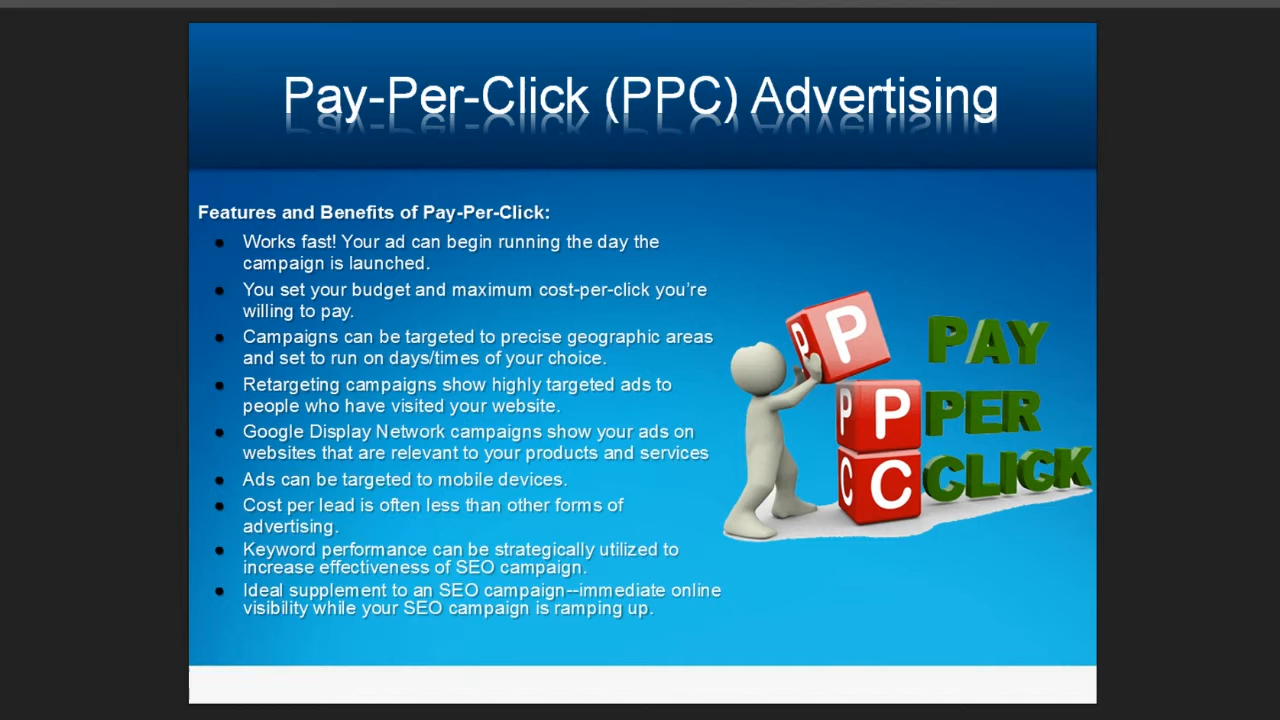 Pay-Per-Click (PPC) Advertising
Features and Benefits of Pay-Per-Click:
● Works fast! Your ad can begin running the day the
campaign is launched.
● You set your budget and maximum cost-per-click you’re
willing to pay.
● Campaigns can be targeted to precise geographic areas
and set to run on days/times of your choice.
● Retargeting campaigns show highly targeted ads to
people who have visited your website.
● Google Display Network campaigns show your ads on
websites that are relevant to your products and services
● Ads can be targeted to mobile devices.
● Cost per lead is often less than other forms of
advertising.
● Keyword performance can be strategically utilized to
increase effectiveness of SEO campaign.
● Ideal supplement to an SEO campaign--immediate online
visibility while your SEO campaign is ramping up.
P P PAY
P P PER
C C CLICK